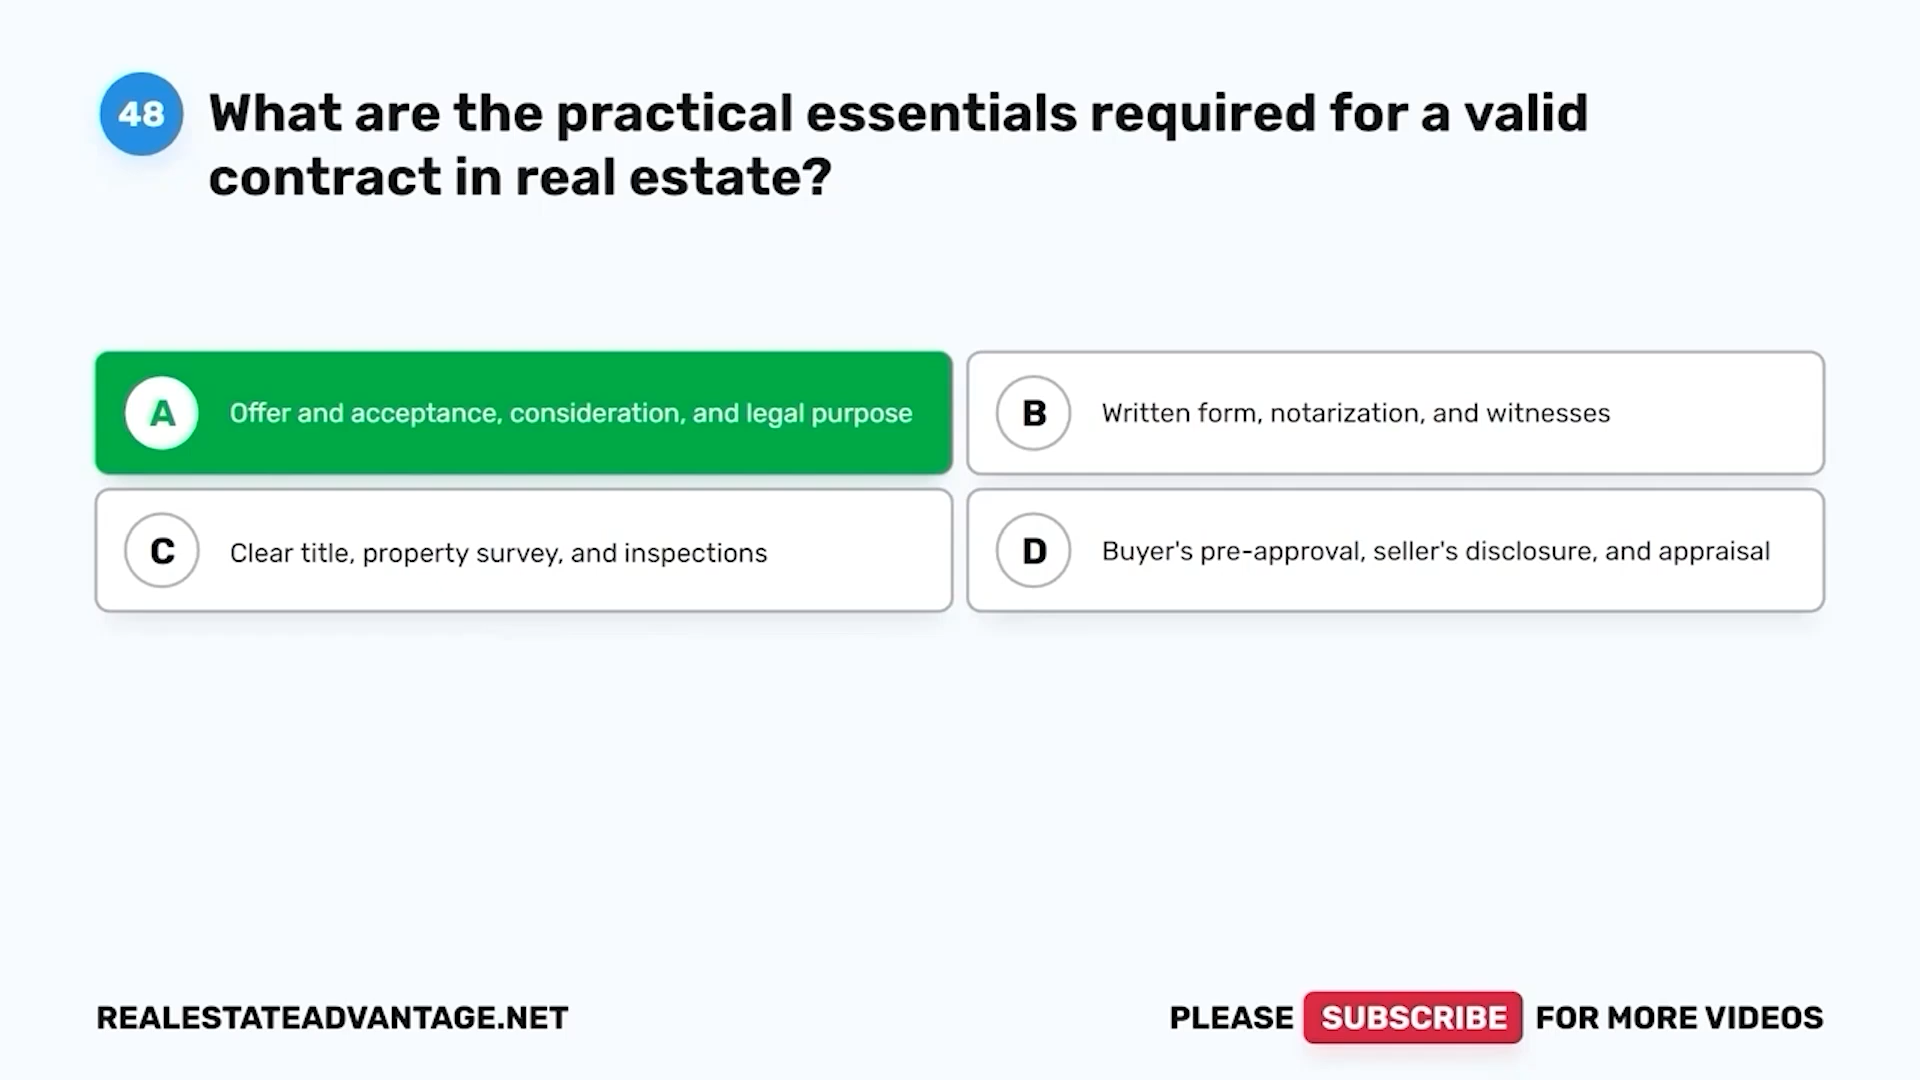 48
What are the practical essentials required for a valid
contract in real estate?
A
Offer and acceptance, consideration, and legal purpose
B
Written form, notarization, and witnesses
C
Clear title, property survey, and inspections
D
Buyer's pre-approval, seller's disclosure, and appraisal
REALESTATEADVANTAGE.NET
PLEASE SUBSCRIBE FOR MORE VIDEOS